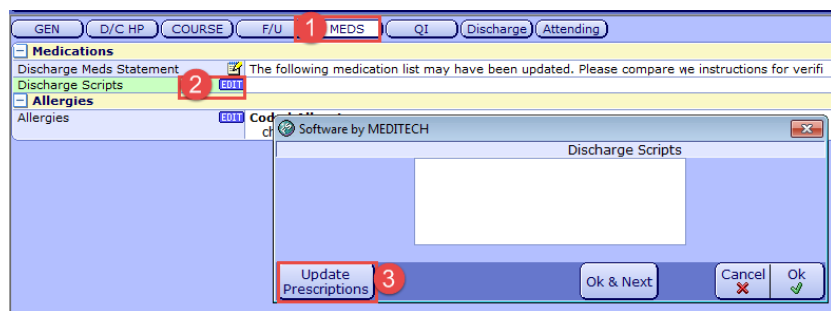 GEN D/C HP COURSE F/U 1 MEDS QI Discharge Attending
Medications
Discharge Meds Statement The following medication list may have been updated. Please compare instructions for verifi
Discharge Scripts 2 EDIT
Allergies
Allergies EDIT
Software by MEDITECH
Discharge Scripts
Update Prescriptions 3 Ok & Next Cancel Ok